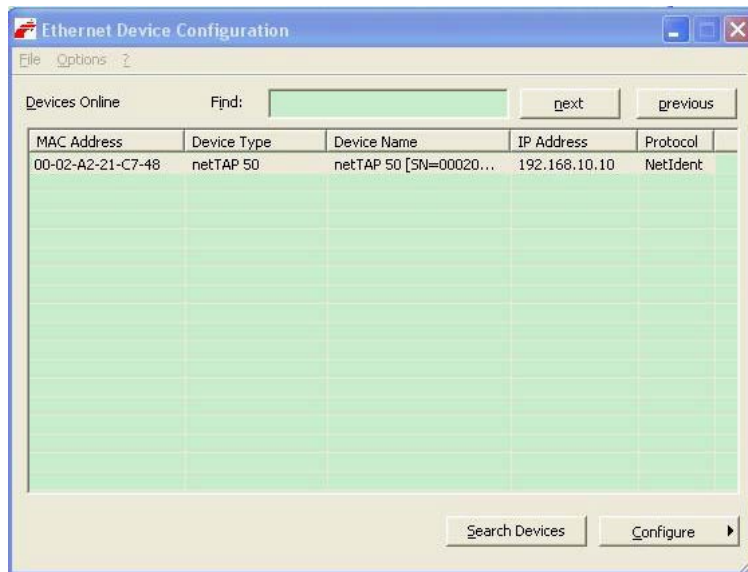 Ethernet Device Configuration
File Options ?
Devices Online Find: next previous
MAC Address Device Type Device Name IP Address Protocol
00-02-A2-21-C7-48 netTAP 50 netTAP 50 [SN=00020... 192.168.10.10 NetIdent
Search Devices Configure